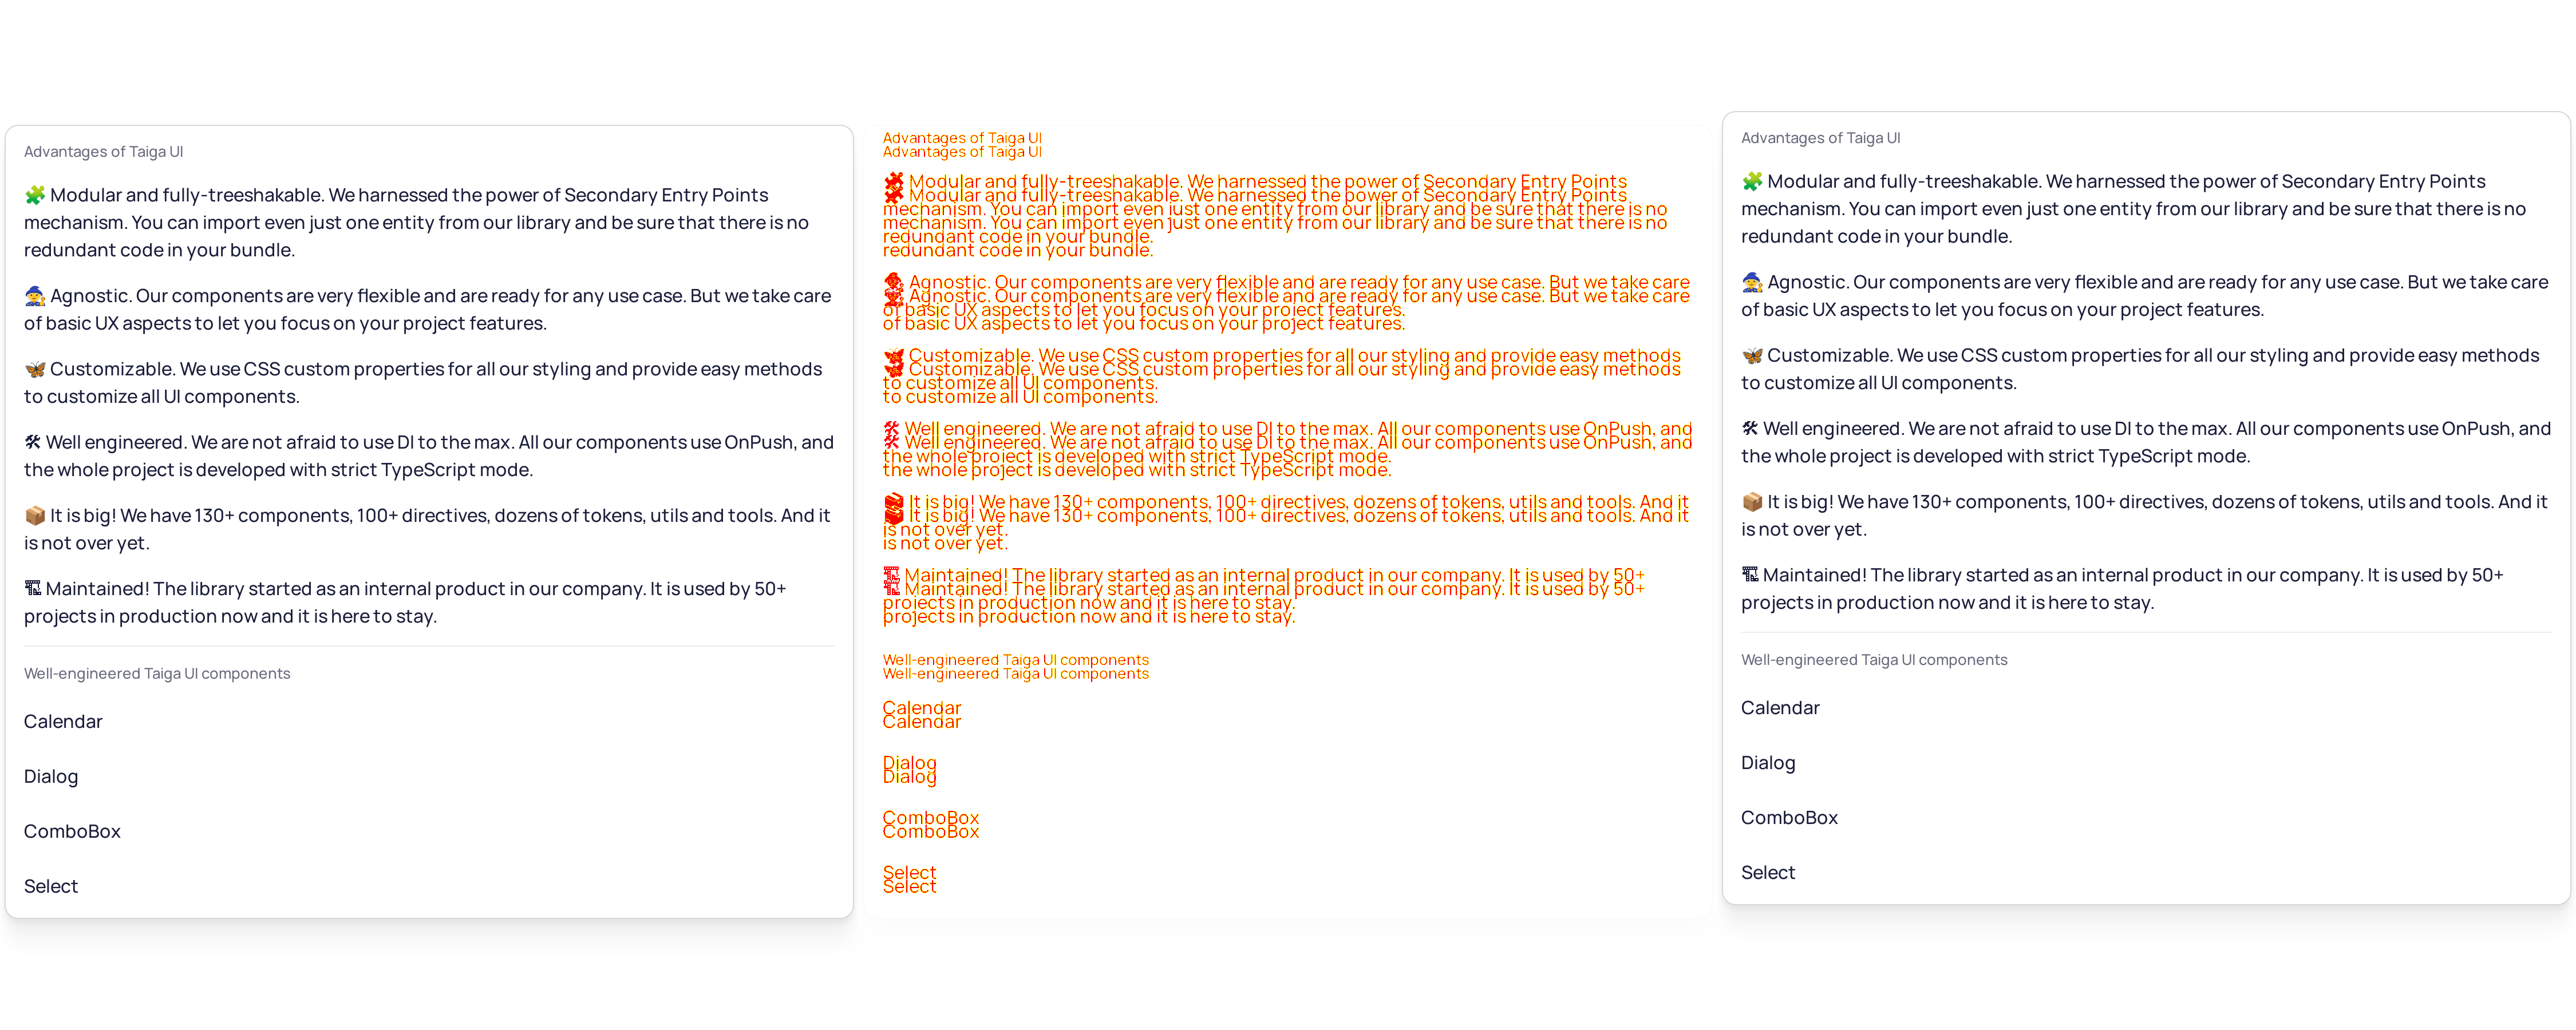 Advantages of Taiga UI
🧩 Modular and fully-treeshakable. We harnessed the power of Secondary Entry Points
mechanism. You can import even just one entity from our library and be sure that there is no
redundant code in your bundle.
🧙 Agnostic. Our components are very flexible and are ready for any use case. But we take care
of basic UX aspects to let you focus on your project features.
🦋 Customizable. We use CSS custom properties for all our styling and provide easy methods
to customize all UI components.
🛠 Well engineered. We are not afraid to use DI to the max. All our components use OnPush, and
the whole project is developed with strict TypeScript mode.
📦 It is big! We have 130+ components, 100+ directives, dozens of tokens, utils and tools. And it
is not over yet.
🏗 Maintained! The library started as an internal product in our company. It is used by 50+
projects in production now and it is here to stay.
Well-engineered Taiga UI components
Calendar
Dialog
ComboBox
Select
Advantages of Taiga UI
Advantages of Taiga UI
Modular and fully-treeshakable. We harnessed the power of Secondary Entry Points
Modular and fully-treeshakable. We harnessed the power of Secondary Entry Points
mechanism. You can import even just one entity from our library and be sure that there is no
mechanism. You can import even just one entity from our library and be sure that there is no
redundant code in your bundle.
redundant code in your bundle.
Agnostic. Our components are very flexible and are ready for any use case. But we take care
Agnostic. Our components are very flexible and are ready for any use case. But we take care
of basic UX aspects to let you focus on your project features.
of basic UX aspects to let you focus on your project features.
Customizable. We use CSS custom properties for all our styling and provide easy methods
Customizable. We use CSS custom properties for all our styling and provide easy methods
to customize all UI components.
to customize all UI components.
🛠 Well engineered. We are not afraid to use DI to the max. All our components use OnPush, and
🛠 Well engineered. We are not afraid to use DI to the max. All our components use OnPush, and
the whole project is developed with strict TypeScript mode.
the whole project is developed with strict TypeScript mode.
It is big! We have 130+ components, 100+ directives, dozens of tokens, utils and tools. And it
It is big! We have 130+ components, 100+ directives, dozens of tokens, utils and tools. And it
is not over yet.
is not over yet.
🏗 Maintained! The library started as an internal product in our company. It is used by 50+
🏗 Maintained! The library started as an internal product in our company. It is used by 50+
projects in production now and it is here to stay.
projects in production now and it is here to stay.
Well-engineered Taiga UI components
Well-engineered Taiga UI components
Calendar
Calendar
Dialog
Dialog
ComboBox
ComboBox
Select
Select
Advantages of Taiga UI
🧩 Modular and fully-treeshakable. We harnessed the power of Secondary Entry Points
mechanism. You can import even just one entity from our library and be sure that there is no
redundant code in your bundle.
🧙 Agnostic. Our components are very flexible and are ready for any use case. But we take care
of basic UX aspects to let you focus on your project features.
🦋 Customizable. We use CSS custom properties for all our styling and provide easy methods
to customize all UI components.
🛠 Well engineered. We are not afraid to use DI to the max. All our components use OnPush, and
the whole project is developed with strict TypeScript mode.
📦 It is big! We have 130+ components, 100+ directives, dozens of tokens, utils and tools. And it
is not over yet.
🏗 Maintained! The library started as an internal product in our company. It is used by 50+
projects in production now and it is here to stay.
Well-engineered Taiga UI components
Calendar
Dialog
ComboBox
Select